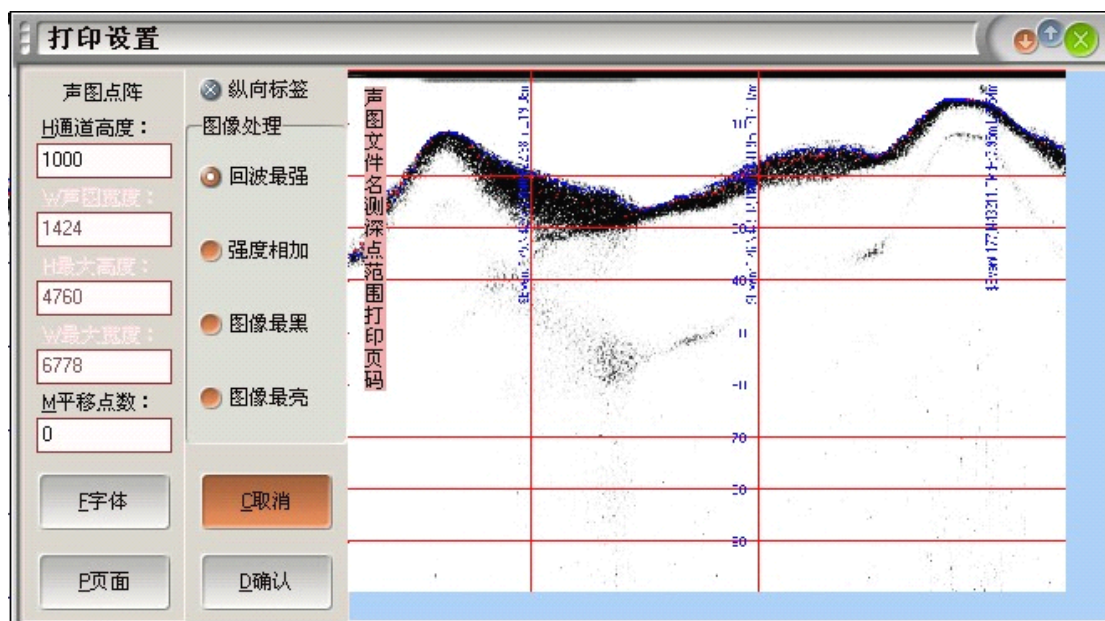 打印设置
声图点阵
H通道高度：
1000
W声图宽度：
1424
H最大高度：
4760
W最大宽度：
6778
M平移点数：
0
F字体
P页面
纵向标签
图像处理
回波最强
强度相加
图像最黑
图像最亮
C取消
D确认
声图文件名测深点范围打印页码
40
70